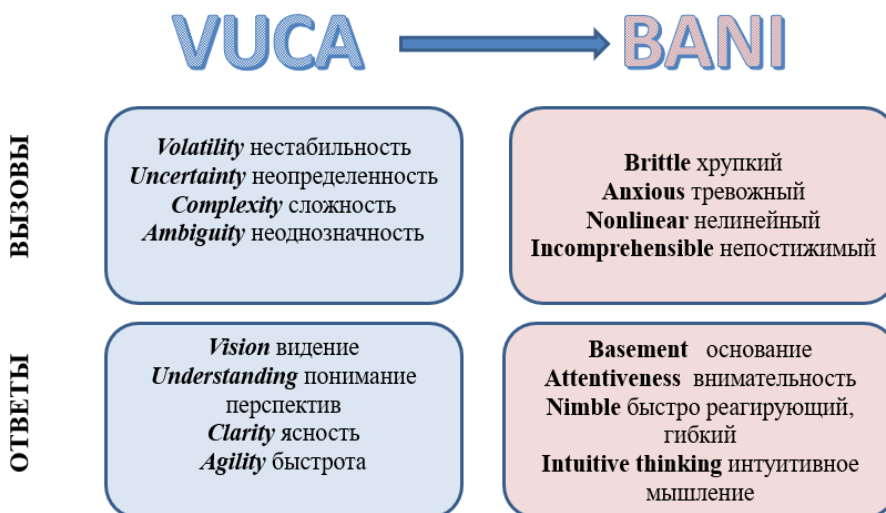 VUCA
BANI
ВЫЗОВЫ
Volatility нестабильность
Uncertainty неопределенность
Complexity сложность
Ambiguity неоднозначность
Brittle хрупкий
Anxious тревожный
Nonlinear нелинейный
Incomprehensible непостижимый
ОТВЕТЫ
Vision видение
Understanding понимание
перспектив
Clarity ясность
Agility быстрота
Basement основание
Attentiveness внимательность
Nimble быстро реагирующий,
гибкий
Intuitive thinking интуитивное
мышление